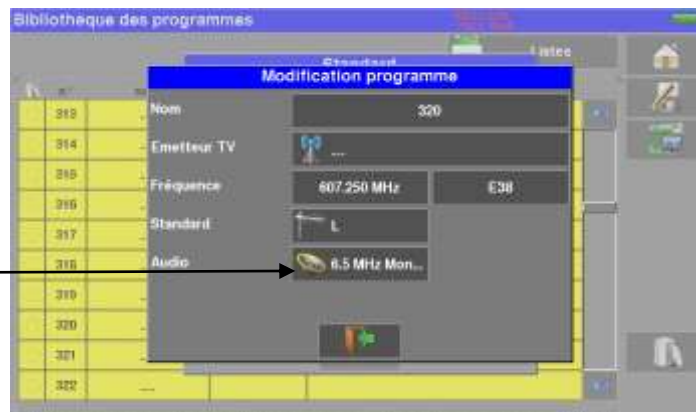 Bibliothèque des programmes
Listes
Standard
Modification programme
Nom 320
Emetteur TV ...
Fréquence 607.250 MHz E38
Standard L
Audio 6.5 MHz Mon...
313
314
315
316
317
318
319
320
321
322 ...